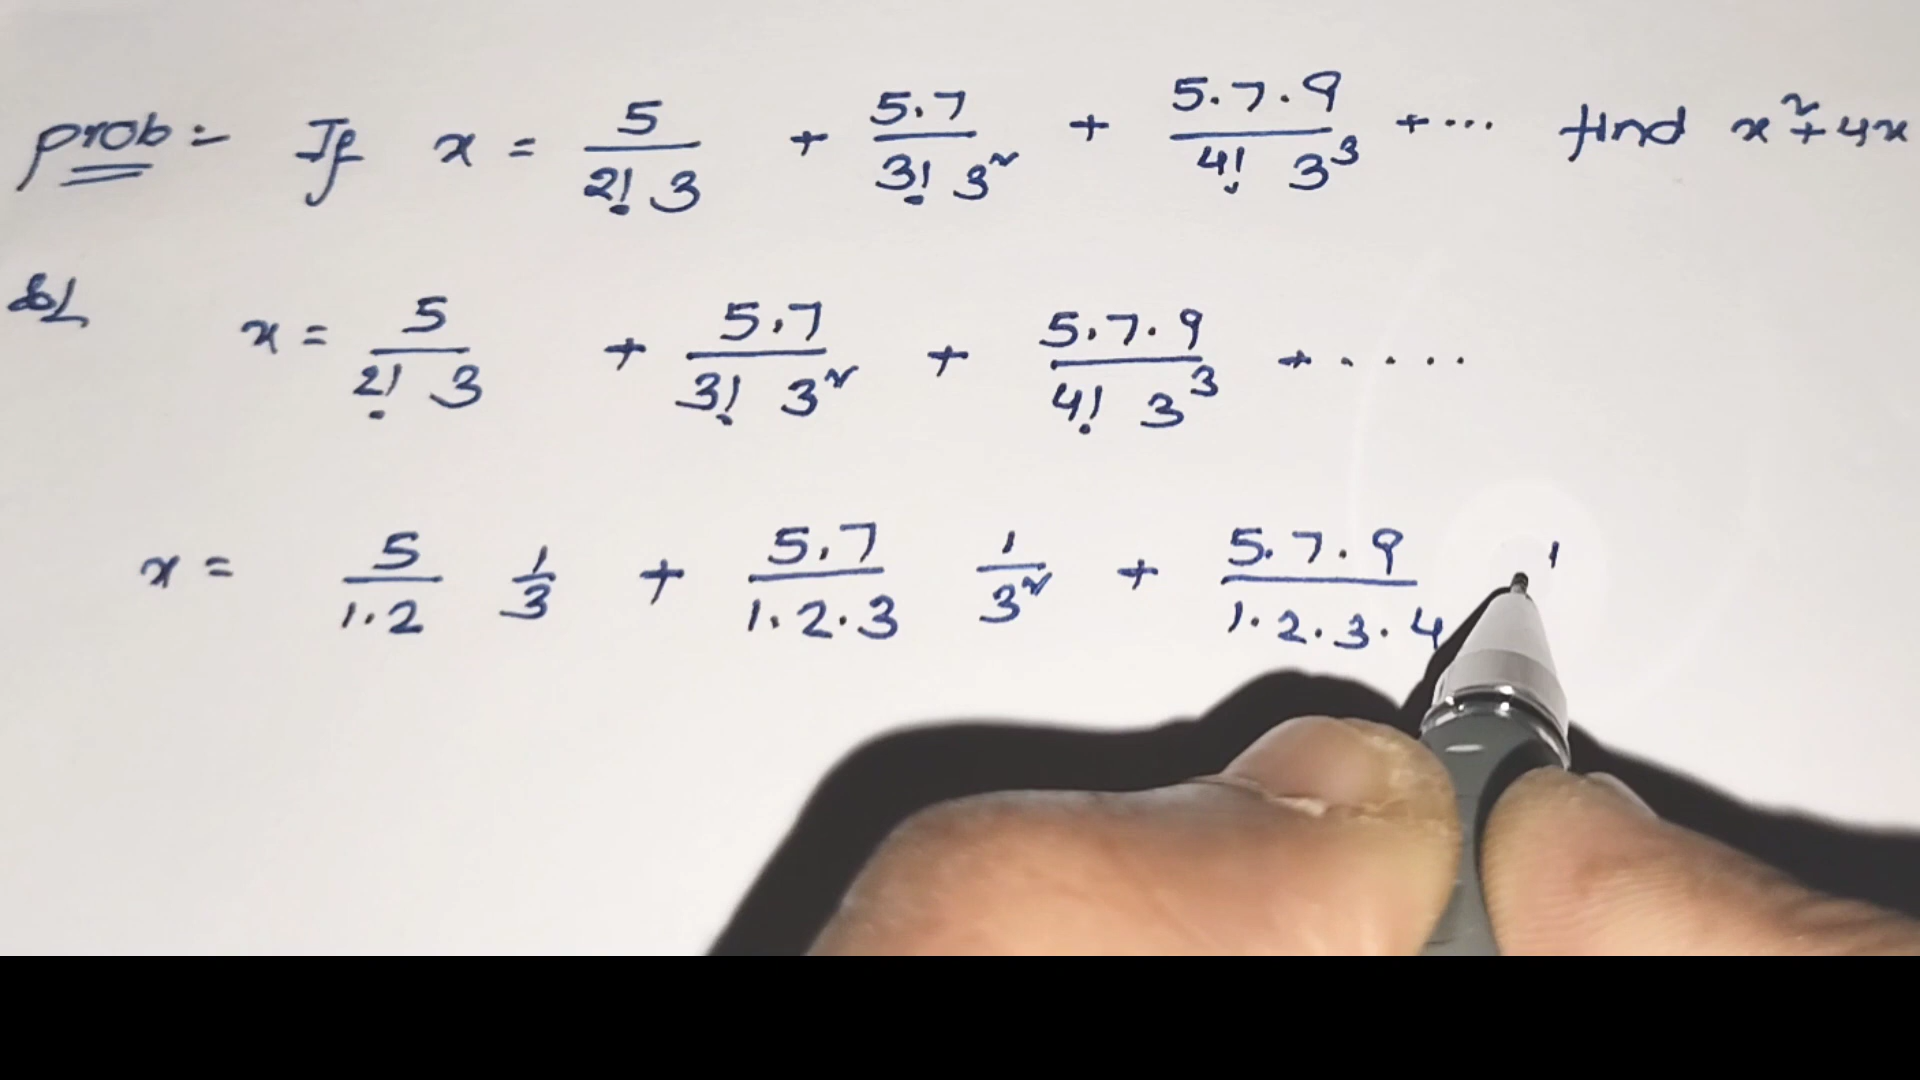 prob:- If x = 5/(2! 3) + 5.7/(3! 3²) + 5.7.9/(4! 3³) + ... find x²+4x
Sol x = 5/(2! 3) + 5.7/(3! 3²) + 5.7.9/(4! 3³) + .....
x = 5/(1.2) 1/3 + 5.7/(1.2.3) 1/3² + 5.7.9/(1.2.3.4) 1